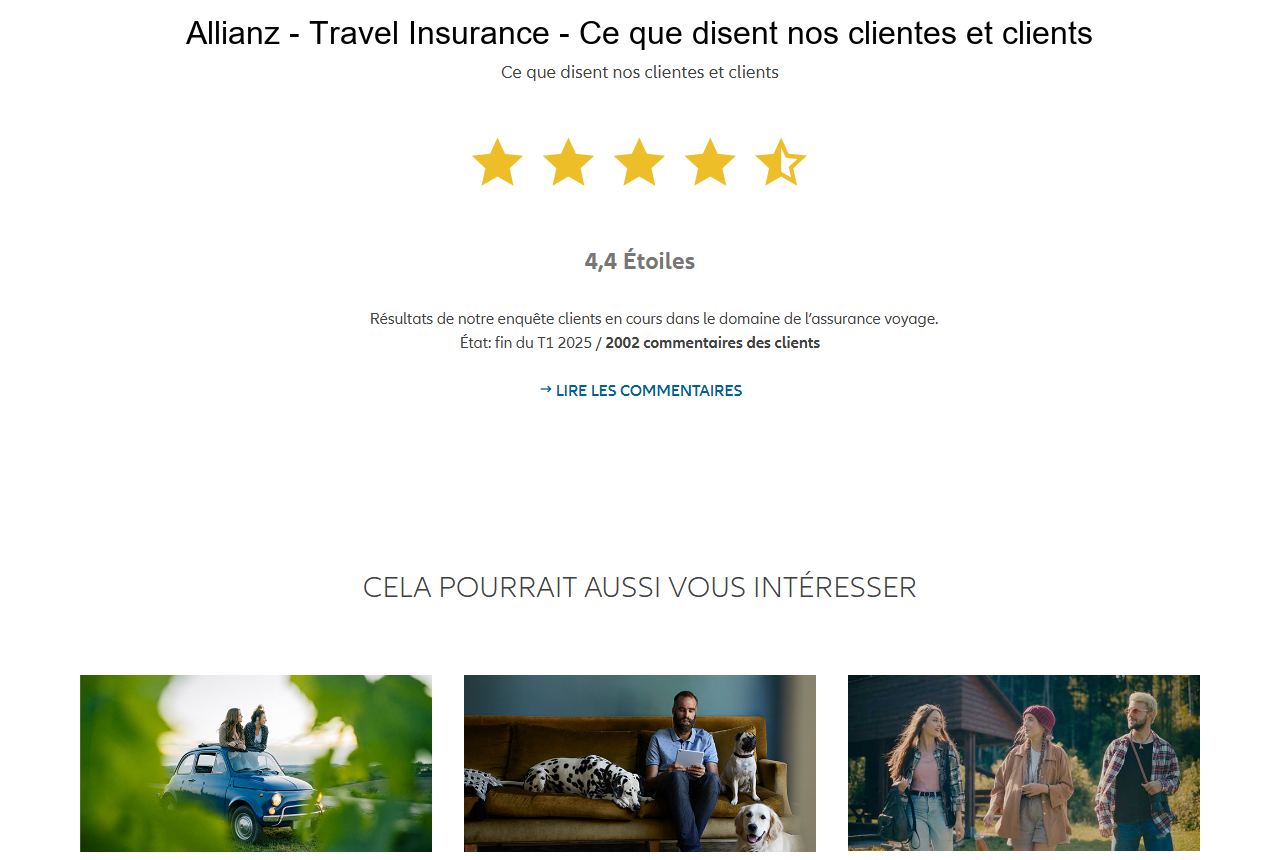 Allianz - Travel Insurance - Ce que disent nos clientes et clients
Ce que disent nos clientes et clients
4,4 Étoiles
Résultats de notre enquête clients en cours dans le domaine de l’assurance voyage.
État: fin du T1 2025 / 2002 commentaires des clients
→ LIRE LES COMMENTAIRES
CELA POURRAIT AUSSI VOUS INTÉRESSER